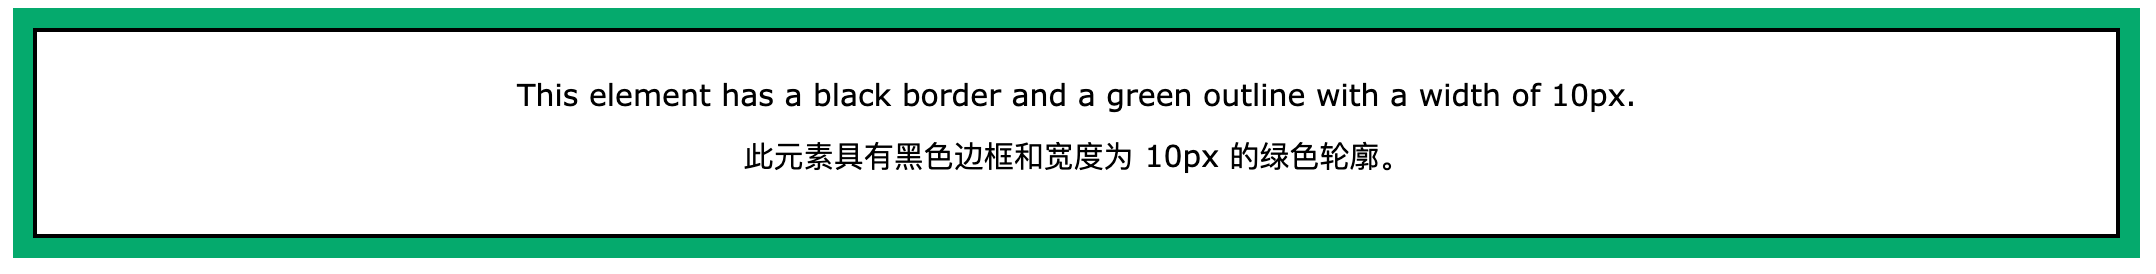 This element has a black border and a green outline with a width of 10px.
此元素具有黑色边框和宽度为 10px 的绿色轮廓。